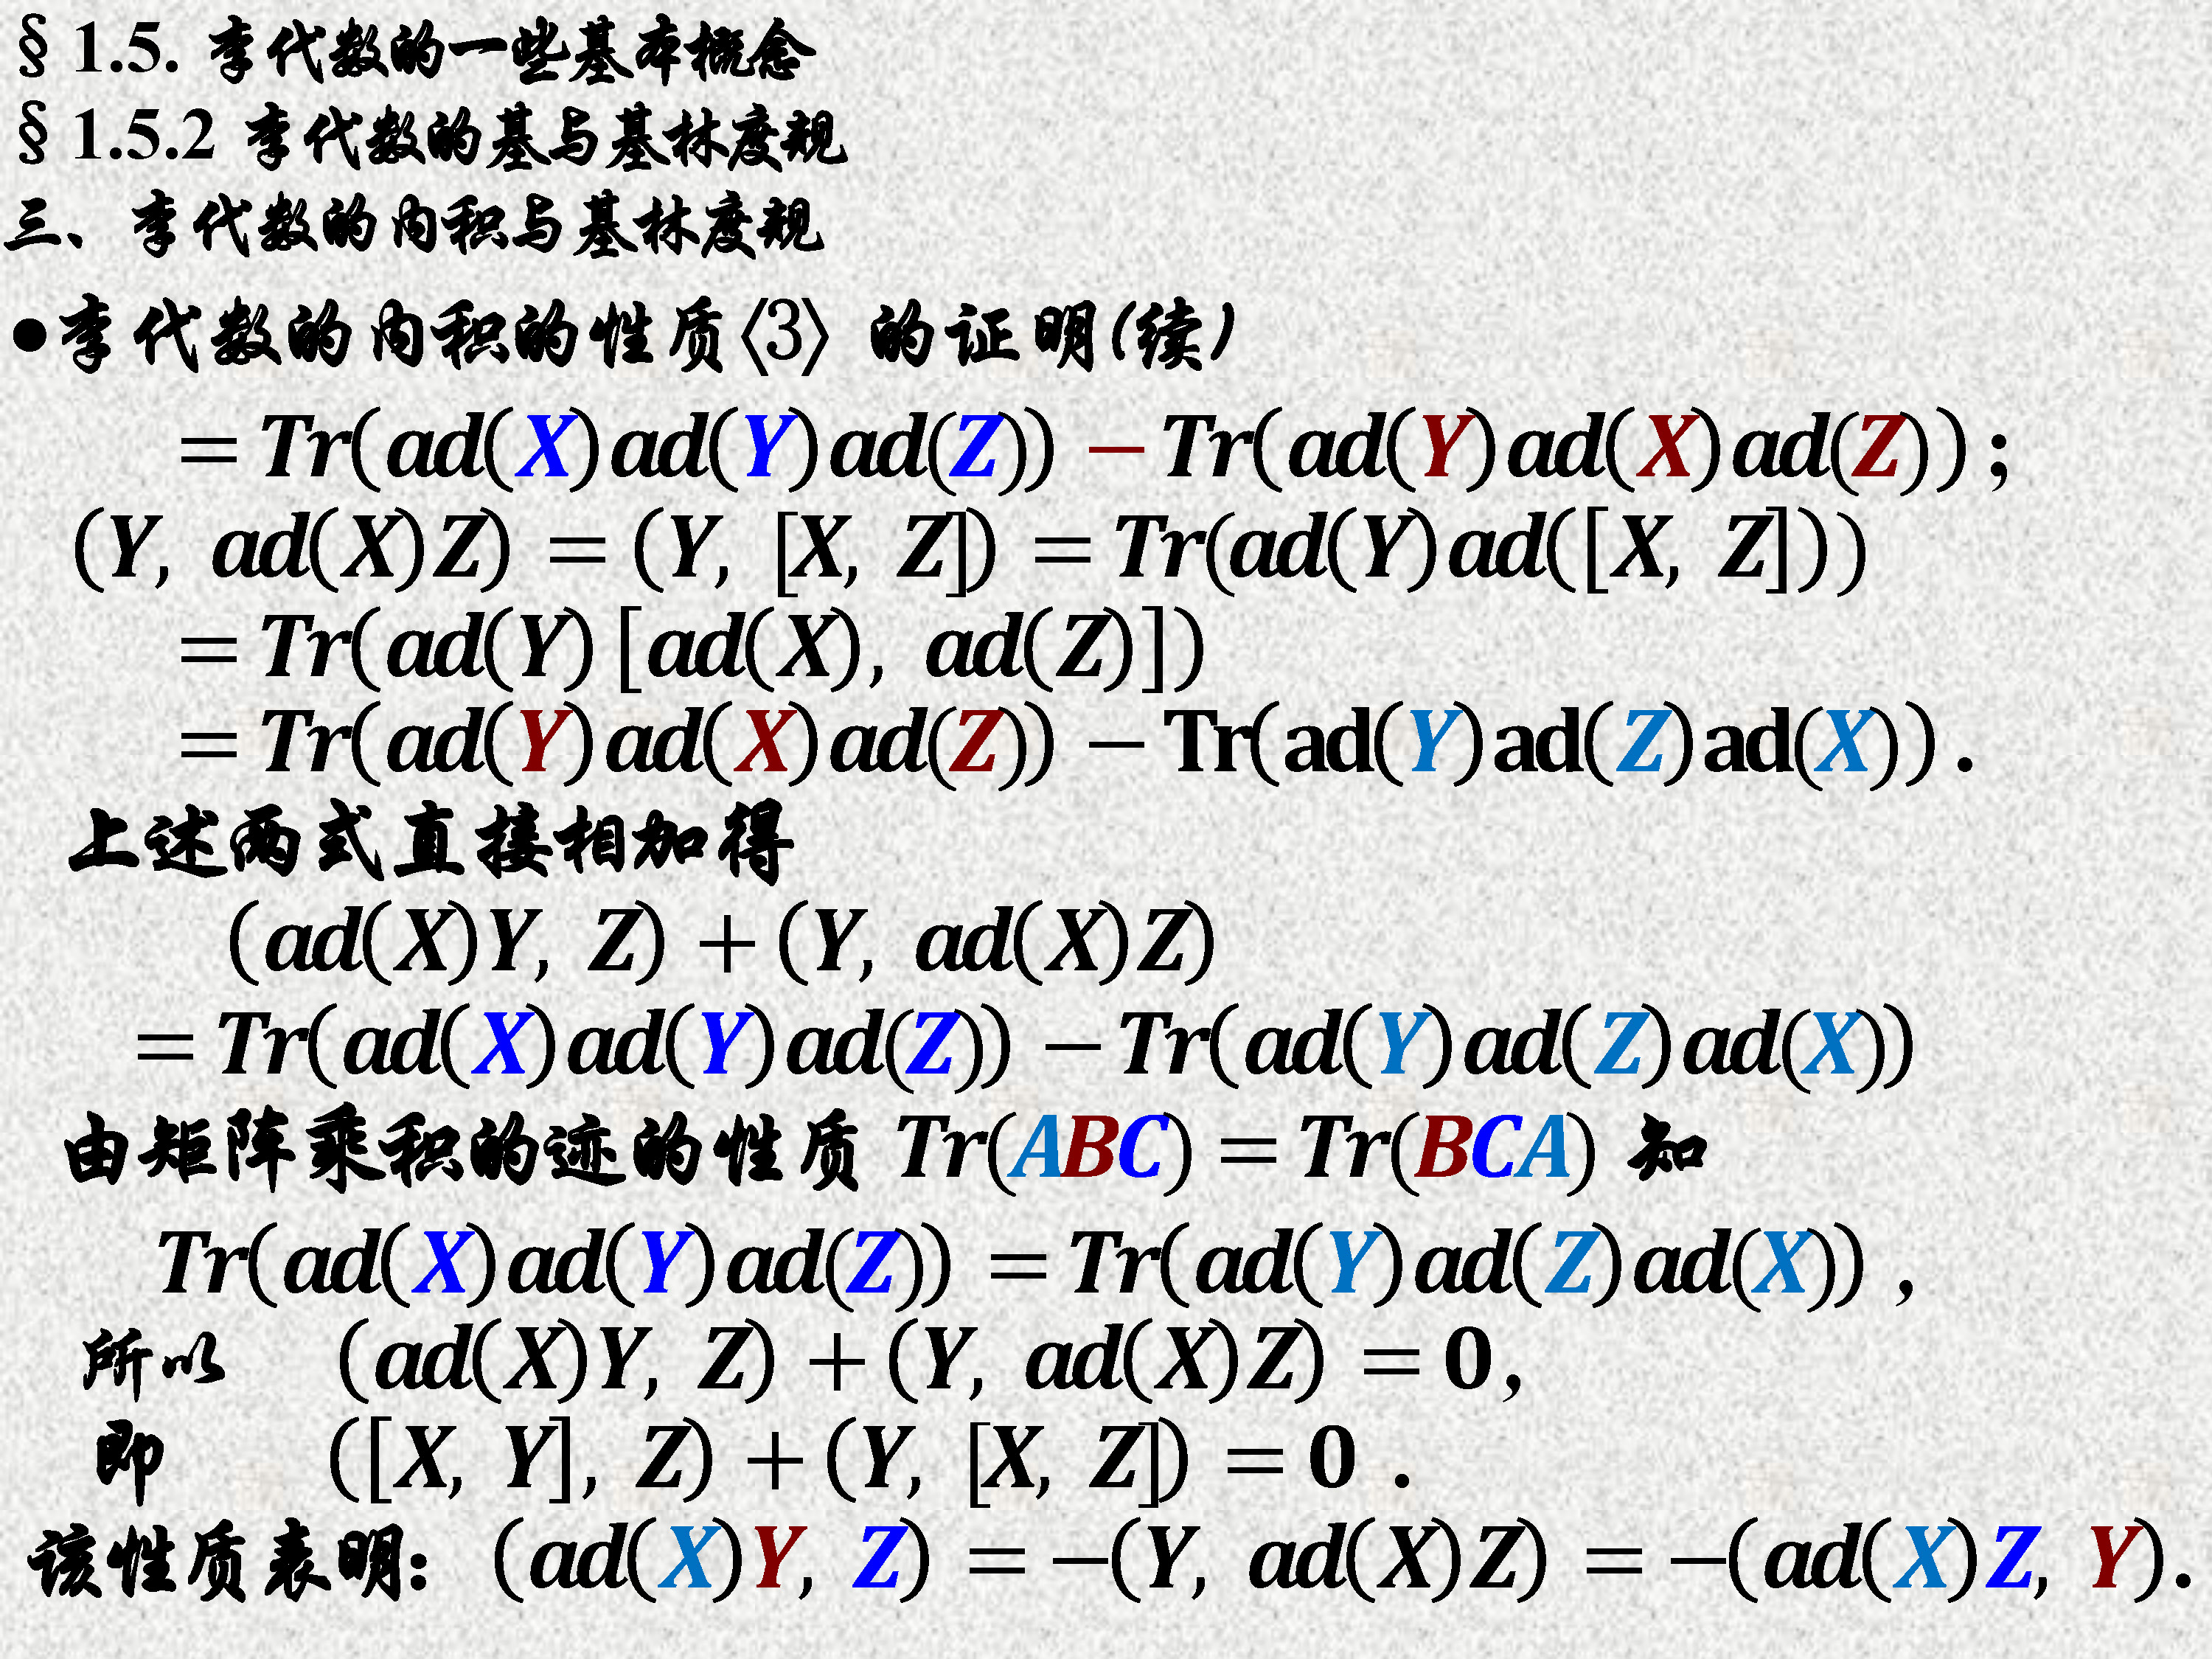 §1.5. 李代数的一些基本概念
§1.5.2 李代数的基与基林度规
三、李代数的内积与基林度规
•李代数的内积的性质⟨3⟩ 的证明(续)
= Tr(ad(X)ad(Y)ad(Z)) − Tr(ad(Y)ad(X)ad(Z)) ;
(Y, ad(X)Z) = (Y, [X, Z]) = Tr(ad(Y)ad([X, Z]))
= Tr(ad(Y)[ad(X), ad(Z)])
= Tr(ad(Y)ad(X)ad(Z)) − Tr(ad(Y)ad(Z)ad(X)) .
上述两式直接相加得
(ad(X)Y, Z) + (Y, ad(X)Z)
= Tr(ad(X)ad(Y)ad(Z)) − Tr(ad(Y)ad(Z)ad(X))
由矩阵乘积的迹的性质 Tr(ABC) = Tr(BCA) 知
Tr(ad(X)ad(Y)ad(Z)) = Tr(ad(Y)ad(Z)ad(X)) ,
所以 (ad(X)Y, Z) + (Y, ad(X)Z) = 0,
即 ([X, Y], Z) + (Y, [X, Z]) = 0 .
该性质表明: (ad(X)Y, Z) = −(Y, ad(X)Z) = −(ad(X)Z, Y).